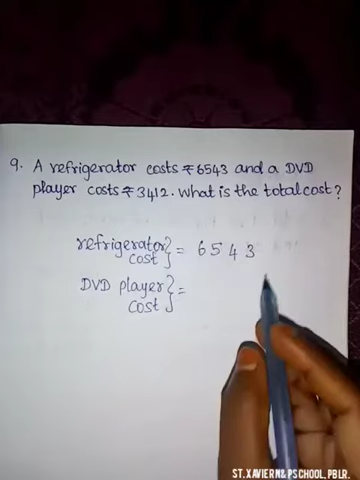 9. A refrigerator costs ₹6543 and a DVD
player costs ₹3412. What is the total cost?
refrigerator } = 6543
cost
DVD player } =
cost
ST.XAVIER N&P SCHOOL, PBLR.